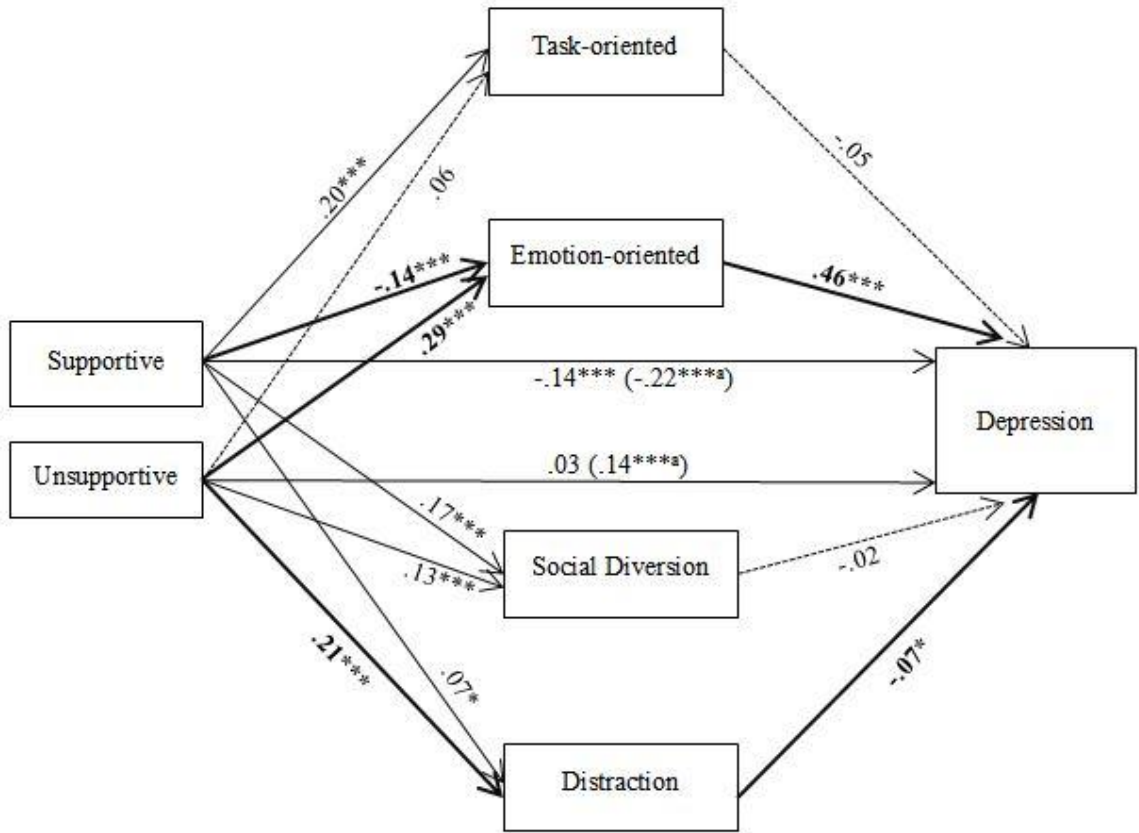 Task-oriented
.20***
.06
-.05
Emotion-oriented
-.14***
.46***
.29***
Supportive
-.14*** (-.22***ᵃ)
Depression
Unsupportive
.03 (.14***ᵃ)
.17***
Social Diversion
-.02
.13***
.21***
.07*
-.07*
Distraction